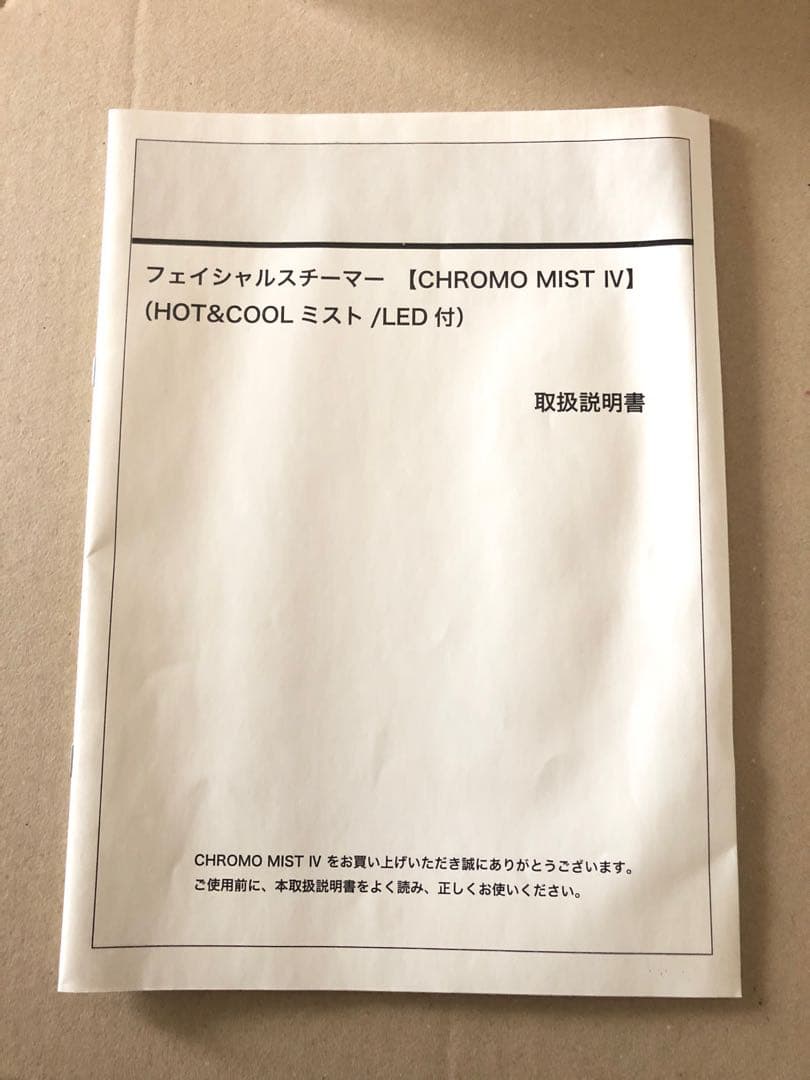 フェイシャルスチーマー 【CHROMO MIST Ⅳ】
（HOT&COOL ミスト /LED 付）
取扱説明書
CHROMO MIST Ⅳ をお買い上げいただき誠にありがとうございます。
ご使用前に、本取扱説明書をよく読み、正しくお使いください。